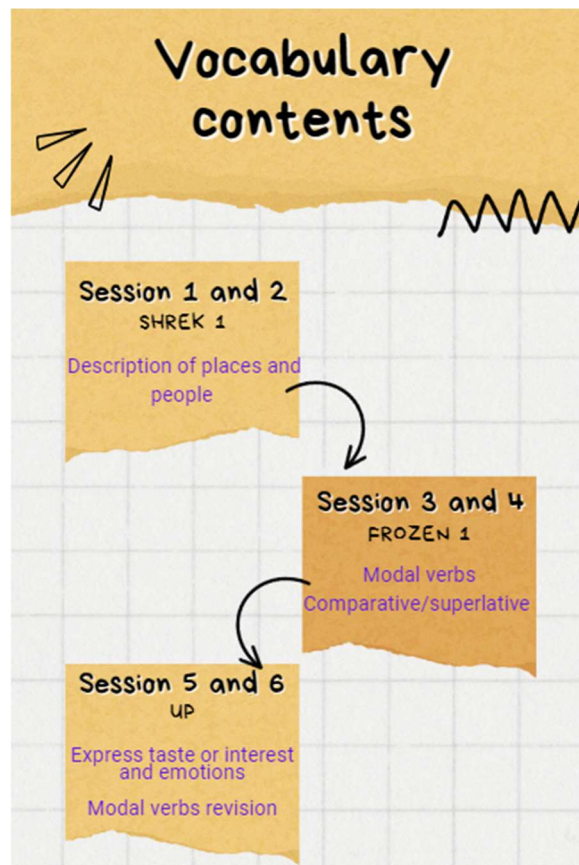 Vocabulary
contents
Session 1 and 2
SHREK 1
Description of places and
people
Session 3 and 4
FROZEN 1
Modal verbs
Comparative/superlative
Session 5 and 6
UP
Express taste or interest
and emotions
Modal verbs revision